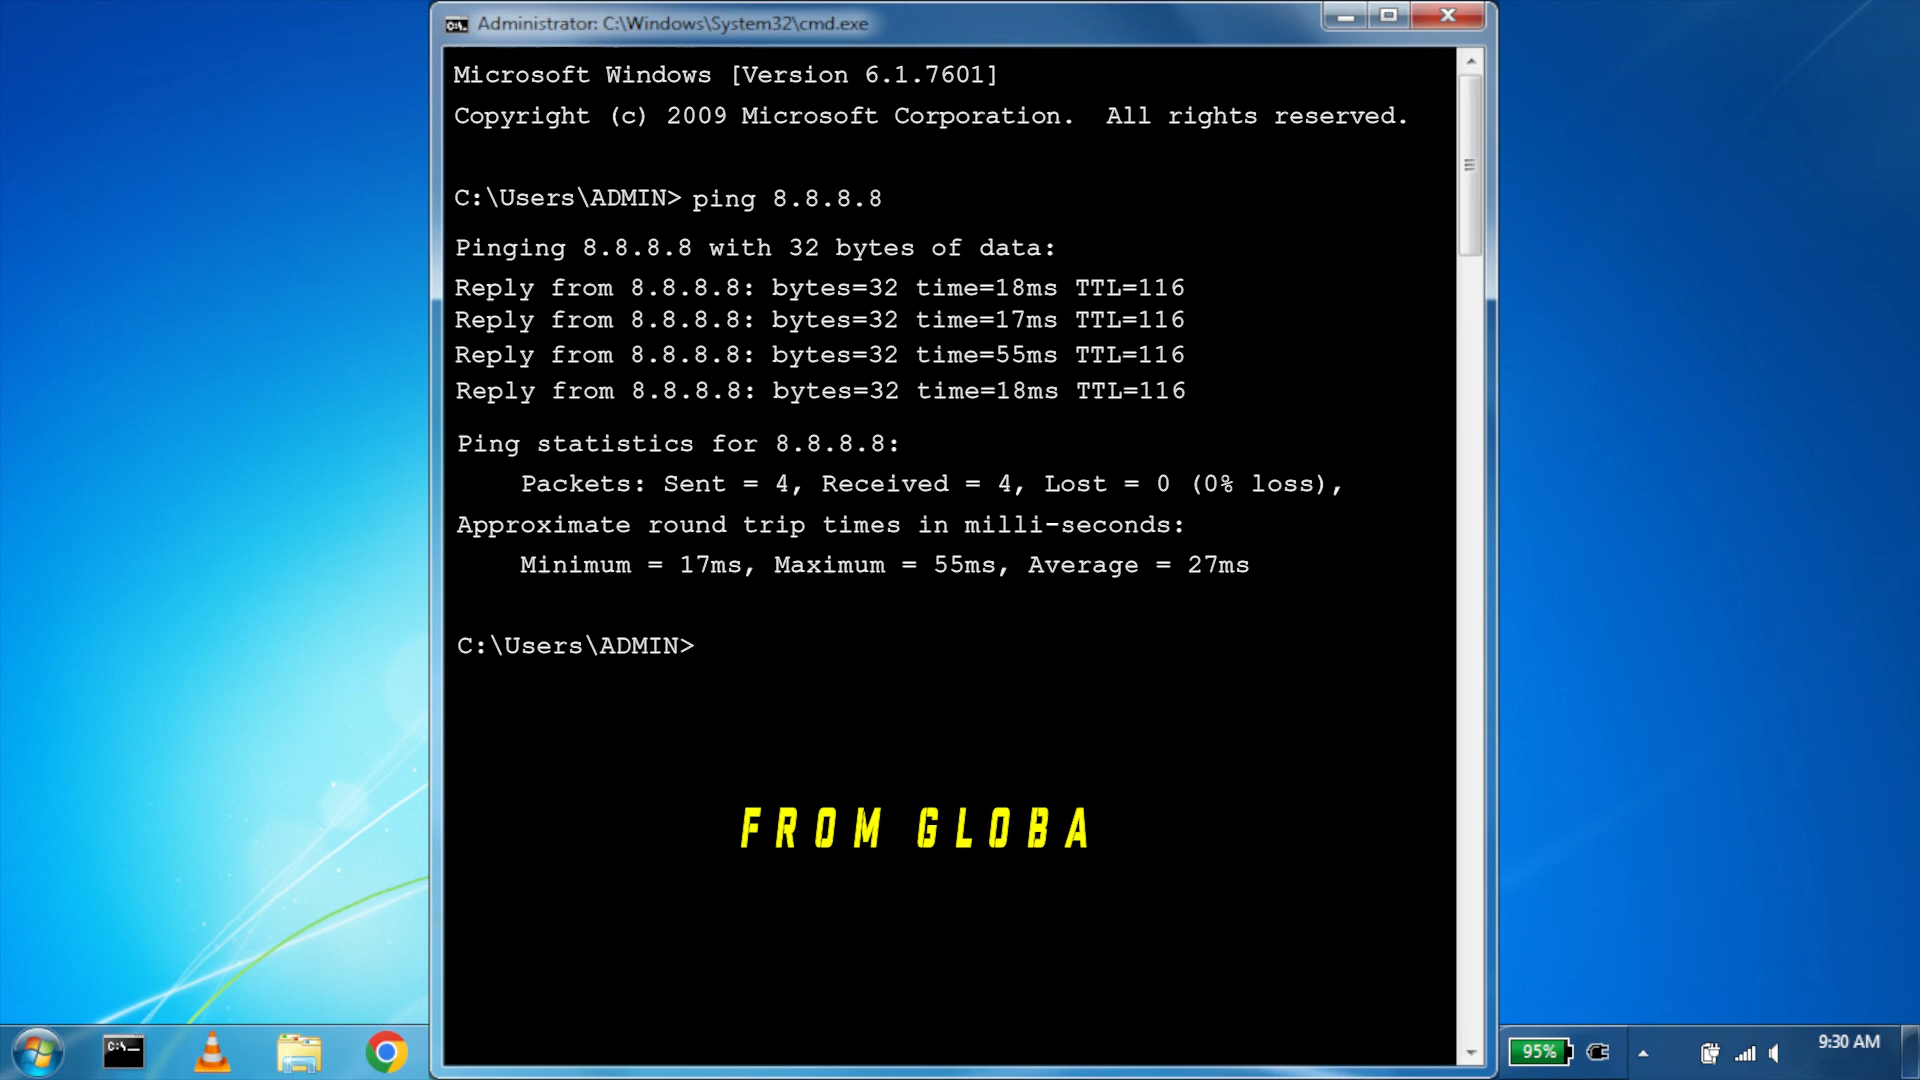 Administrator: C:\Windows\System32\cmd.exe
Microsoft Windows [Version 6.1.7601]
Copyright (c) 2009 Microsoft Corporation.  All rights reserved.
C:\Users\ADMIN> ping 8.8.8.8
Pinging 8.8.8.8 with 32 bytes of data:
Reply from 8.8.8.8: bytes=32 time=18ms TTL=116
Reply from 8.8.8.8: bytes=32 time=17ms TTL=116
Reply from 8.8.8.8: bytes=32 time=55ms TTL=116
Reply from 8.8.8.8: bytes=32 time=18ms TTL=116
Ping statistics for 8.8.8.8:
Packets: Sent = 4, Received = 4, Lost = 0 (0% loss),
Approximate round trip times in milli-seconds:
Minimum = 17ms, Maximum = 55ms, Average = 27ms
C:\Users\ADMIN>
FROM GLOBA
95%
9:30 AM